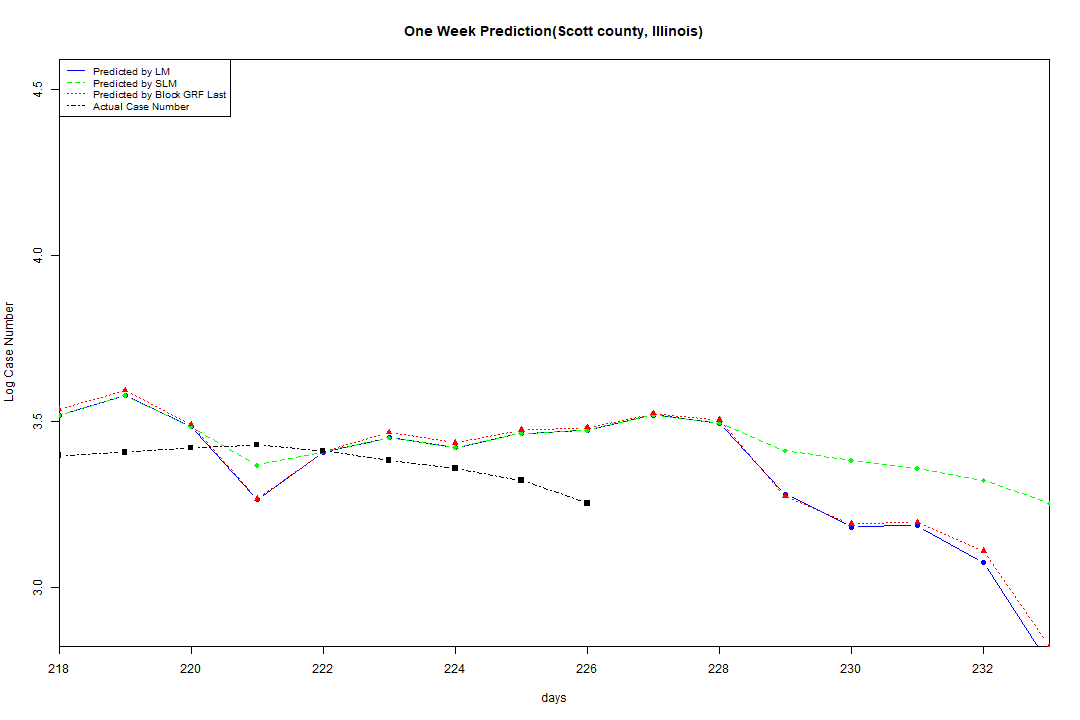 One Week Prediction(Scott county, Illinois)
Predicted by LM
Predicted by SLM
Predicted by Block GRF Last
Actual Case Number
4.5
4.0
3.5
3.0
Log Case Number
218 220 222 224 226 228 230 232
days